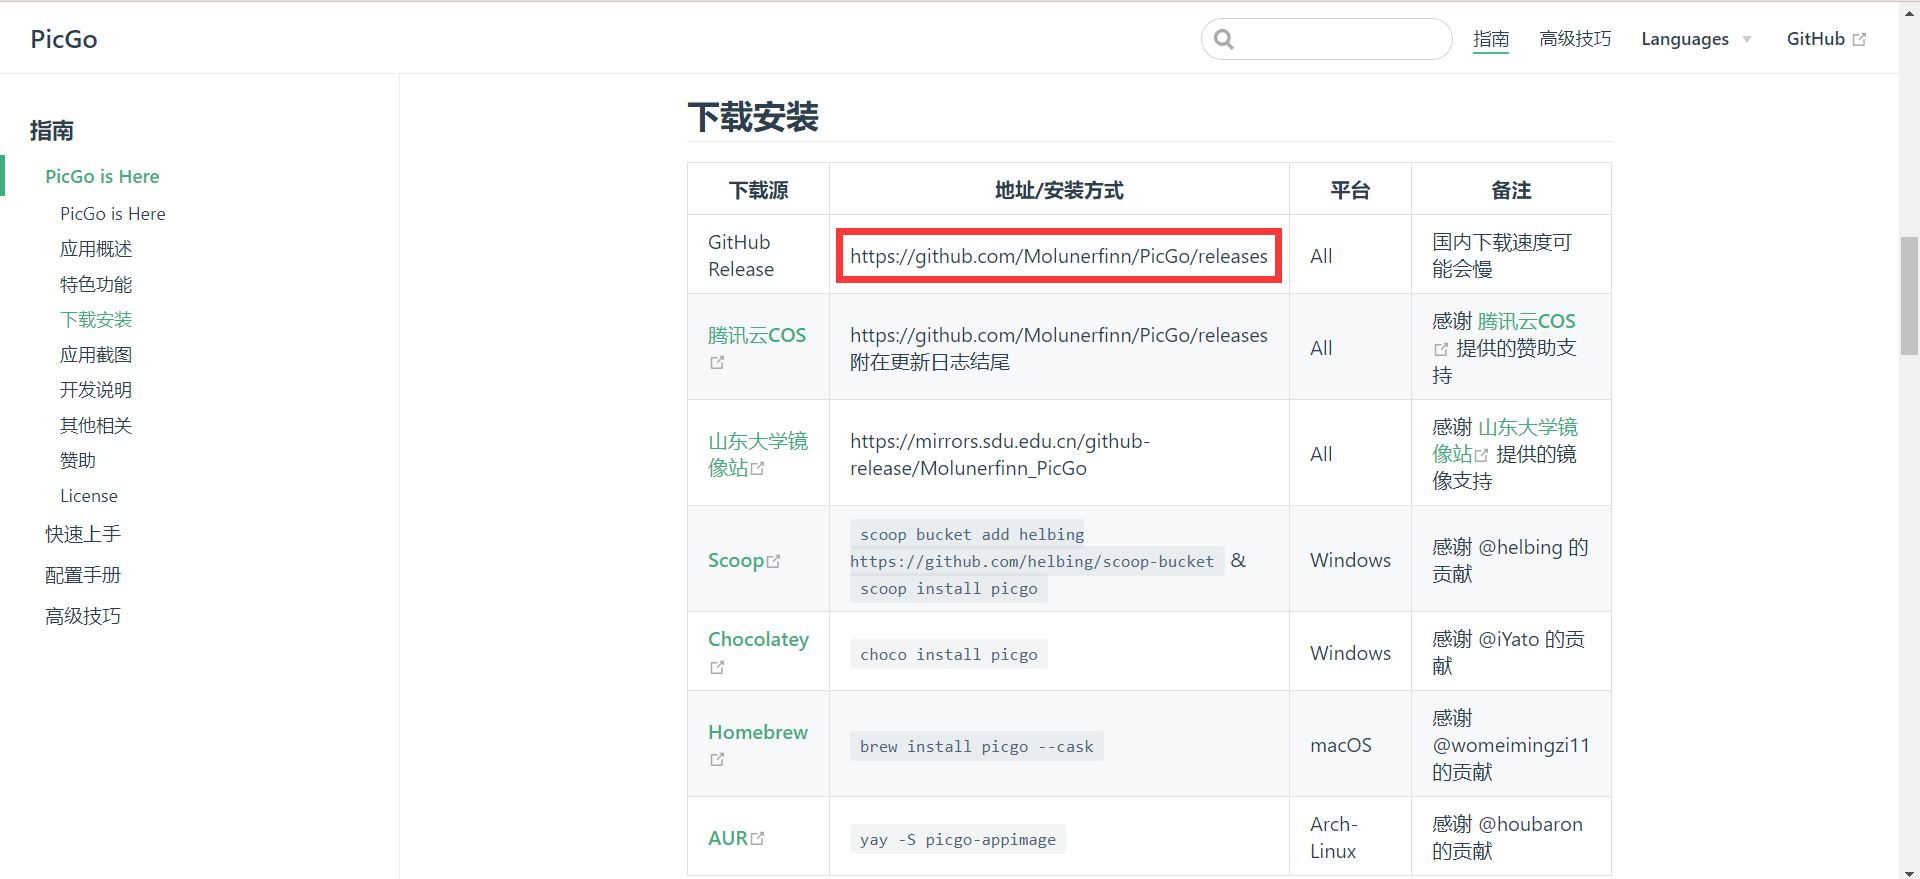 PicGo
指南
高级技巧
Languages
GitHub
指南
PicGo is Here
PicGo is Here
应用概述
特色功能
下载安装
应用截图
开发说明
其他相关
赞助
License
快速上手
配置手册
高级技巧
下载安装
下载源
地址/安装方式
平台
备注
GitHub
Release
https://github.com/Molunerfinn/PicGo/releases
All
国内下载速度可
能会慢
腾讯云COS
https://github.com/Molunerfinn/PicGo/releases
附在更新日志结尾
All
感谢 腾讯云COS
提供的赞助支
持
山东大学镜
像站
https://mirrors.sdu.edu.cn/github-
release/Molunerfinn_PicGo
All
感谢 山东大学镜
像站 提供的镜
像支持
Scoop
scoop bucket add helbing
https://github.com/helbing/scoop-bucket &
scoop install picgo
Windows
感谢 @helbing 的
贡献
Chocolatey
choco install picgo
Windows
感谢 @iYato 的贡
献
Homebrew
brew install picgo --cask
macOS
感谢
@womeimingzi11
的贡献
AUR
yay -S picgo-appimage
Arch-
Linux
感谢 @houbaron
的贡献